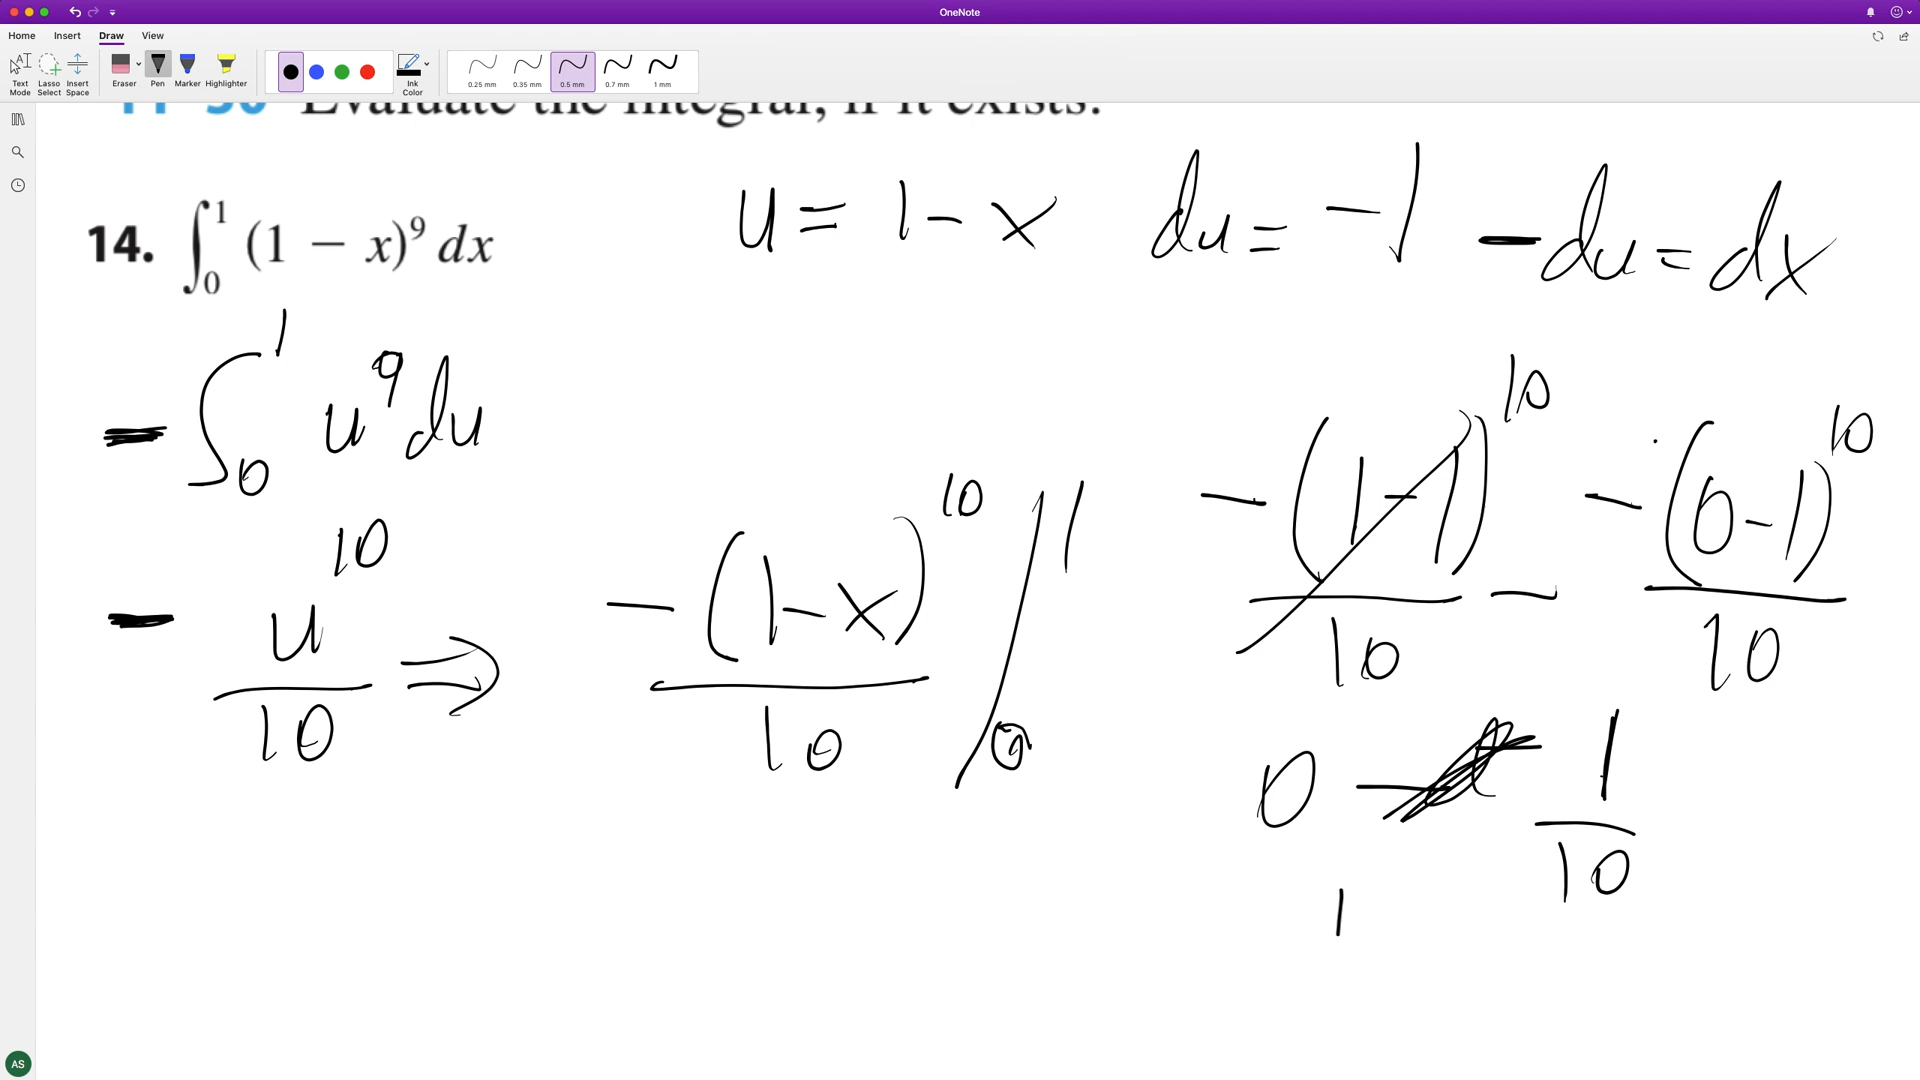 OneNote
Home Insert Draw View
Text Mode Lasso Select Insert Space Eraser Pen Marker Highlighter Ink Color 0.25 mm 0.35 mm 0.5 mm 0.7 mm 1 mm
11–30 Evaluate the integral, if it exists.
14. ∫₀¹ (1 − x)⁹ dx
u = 1 − x du = −1 −du = dx
− ∫₀¹ u⁹ du
− u¹⁰/10 ⇒ −(1−x)¹⁰/10 /₀¹
−(1−1)¹⁰/10 − −(0−1)¹⁰/10
0 − 1/10
1
AS